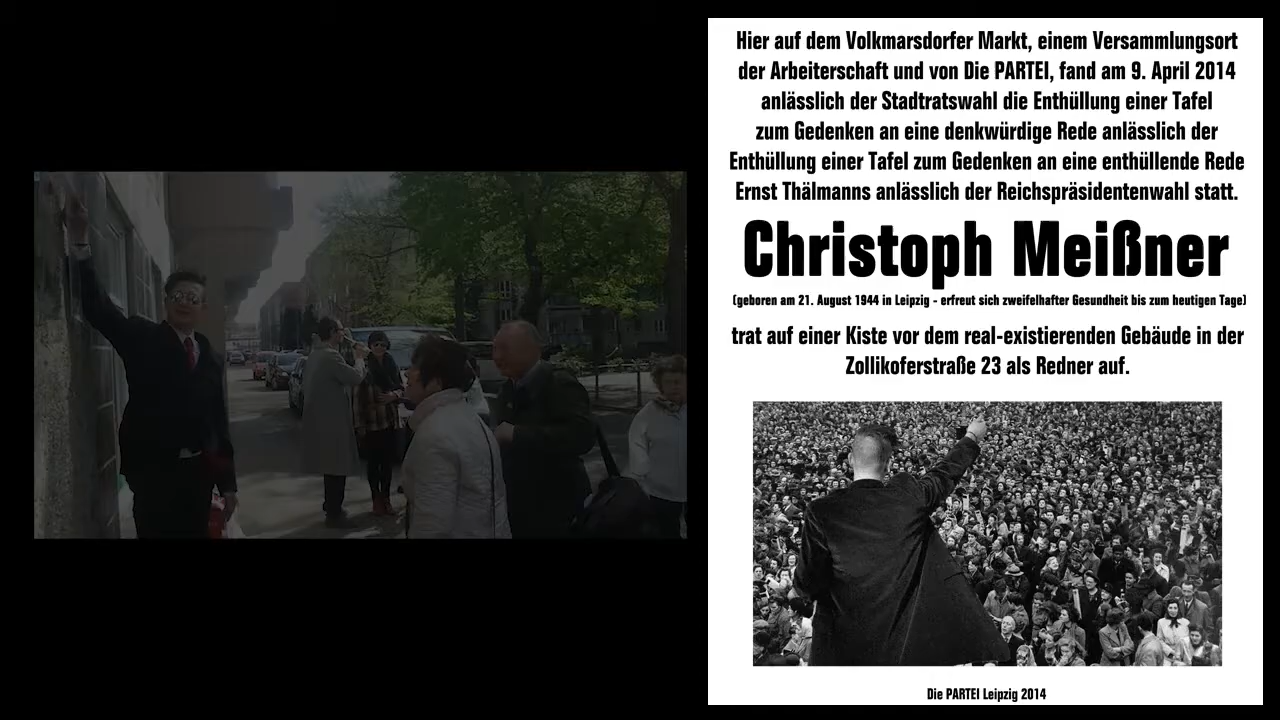 Hier auf dem Volkmarsdorfer Markt, einem Versammlungsort
der Arbeiterschaft und von Die PARTEI, fand am 9. April 2014
anlässlich der Stadtratswahl die Enthüllung einer Tafel
zum Gedenken an eine denkwürdige Rede anlässlich der
Enthüllung einer Tafel zum Gedenken an eine enthüllende Rede
Ernst Thälmanns anlässlich der Reichspräsidentenwahl statt.
Christoph Meißner
(geboren am 21. August 1944 in Leipzig - erfreut sich zweifelhafter Gesundheit bis zum heutigen Tage)
trat auf einer Kiste vor dem real-existierenden Gebäude in der
Zollikoferstraße 23 als Redner auf.
Die PARTEI Leipzig 2014